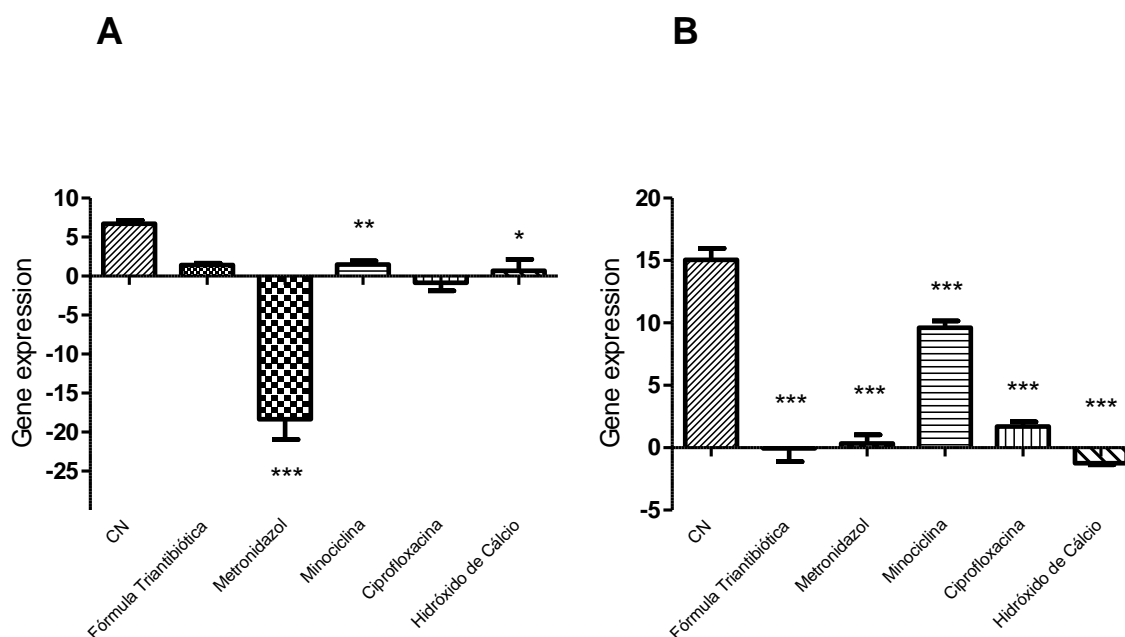 A
B
Gene expression
10
5
0
-5
-10
-15
-20
-25
**
*
***
CN
Fórmula Triantibiótica
Metronidazol
Minociclina
Ciprofloxacina
Hidróxido de Cálcio
Gene expression
20
15
10
5
0
-5
***
***
***
***
***
CN
Fórmula Triantibiótica
Metronidazol
Minociclina
Ciprofloxacina
Hidróxido de Cálcio